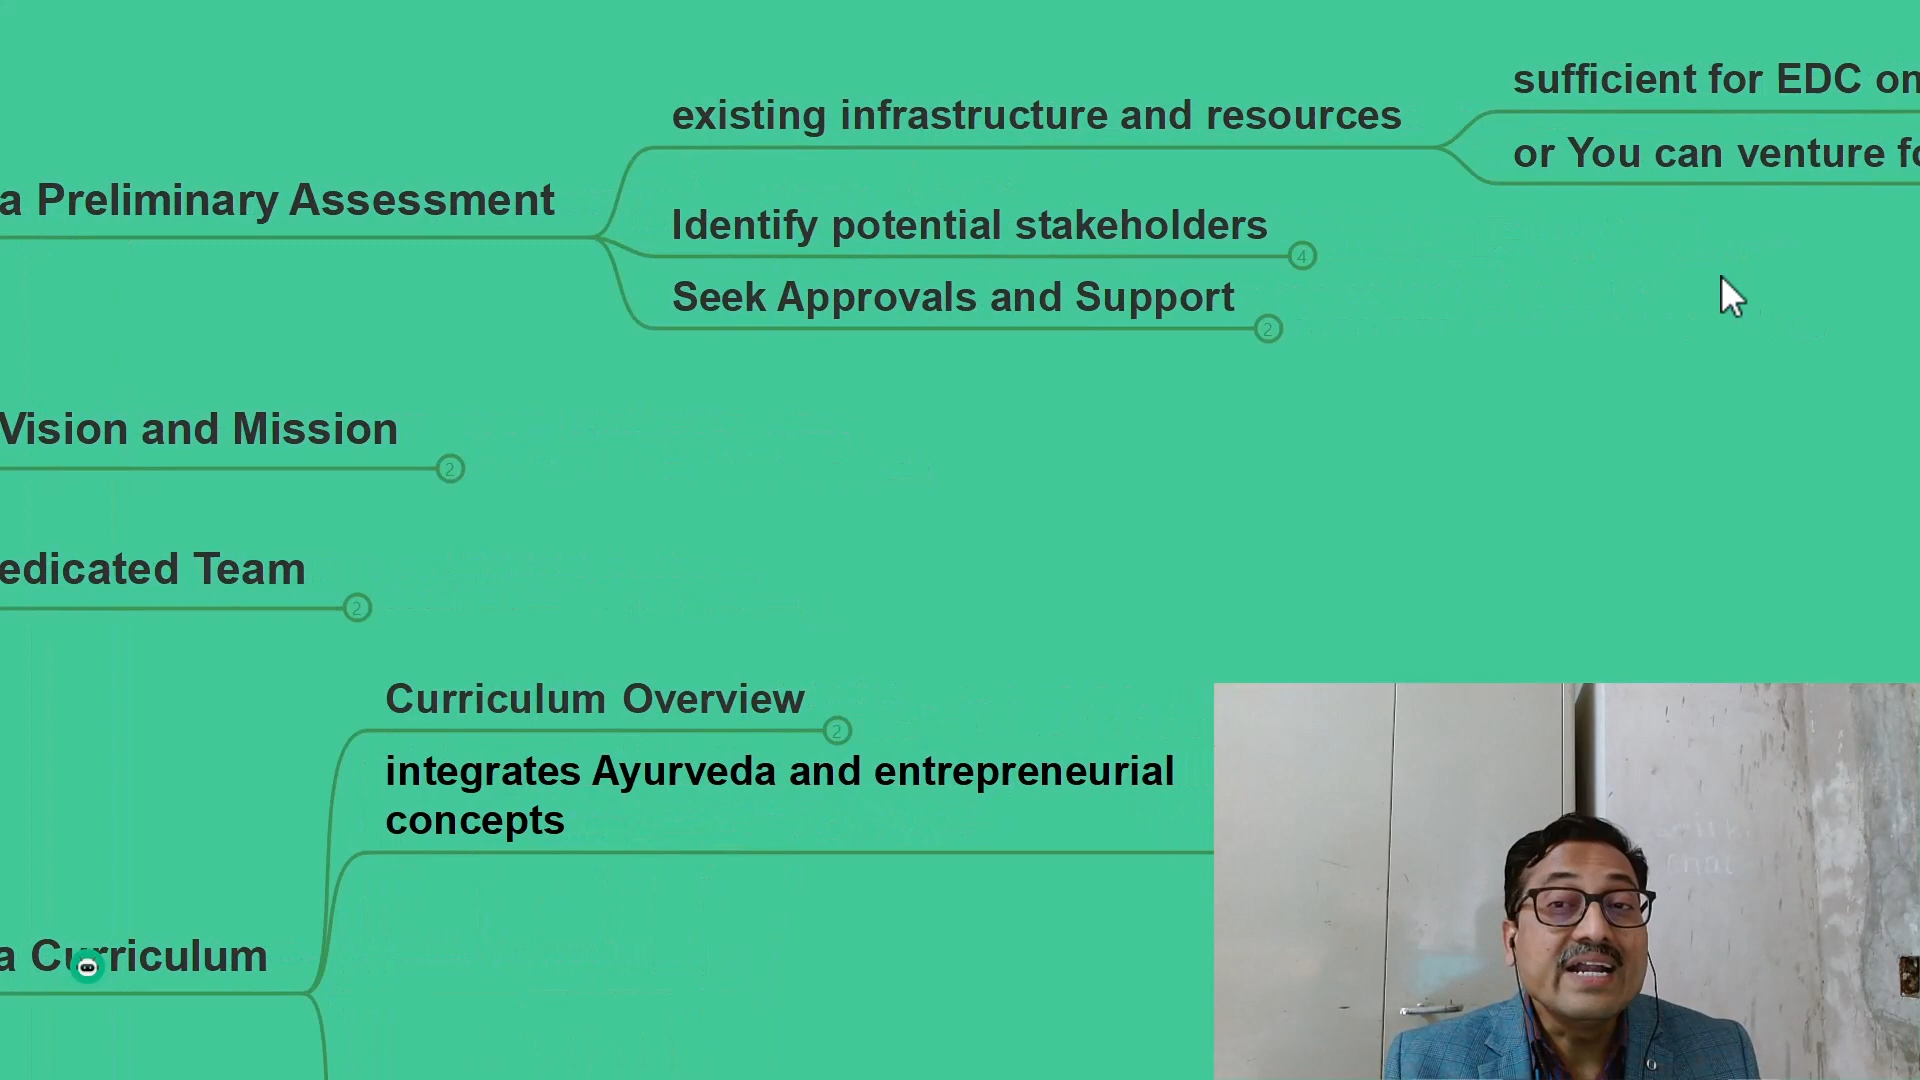 sufficient for EDC on
existing infrastructure and resources
or You can venture fo
a Preliminary Assessment
Identify potential stakeholders
4
Seek Approvals and Support
2
Vision and Mission
2
edicated Team
2
Curriculum Overview
2
integrates Ayurveda and entrepreneurial
concepts
a Curriculum